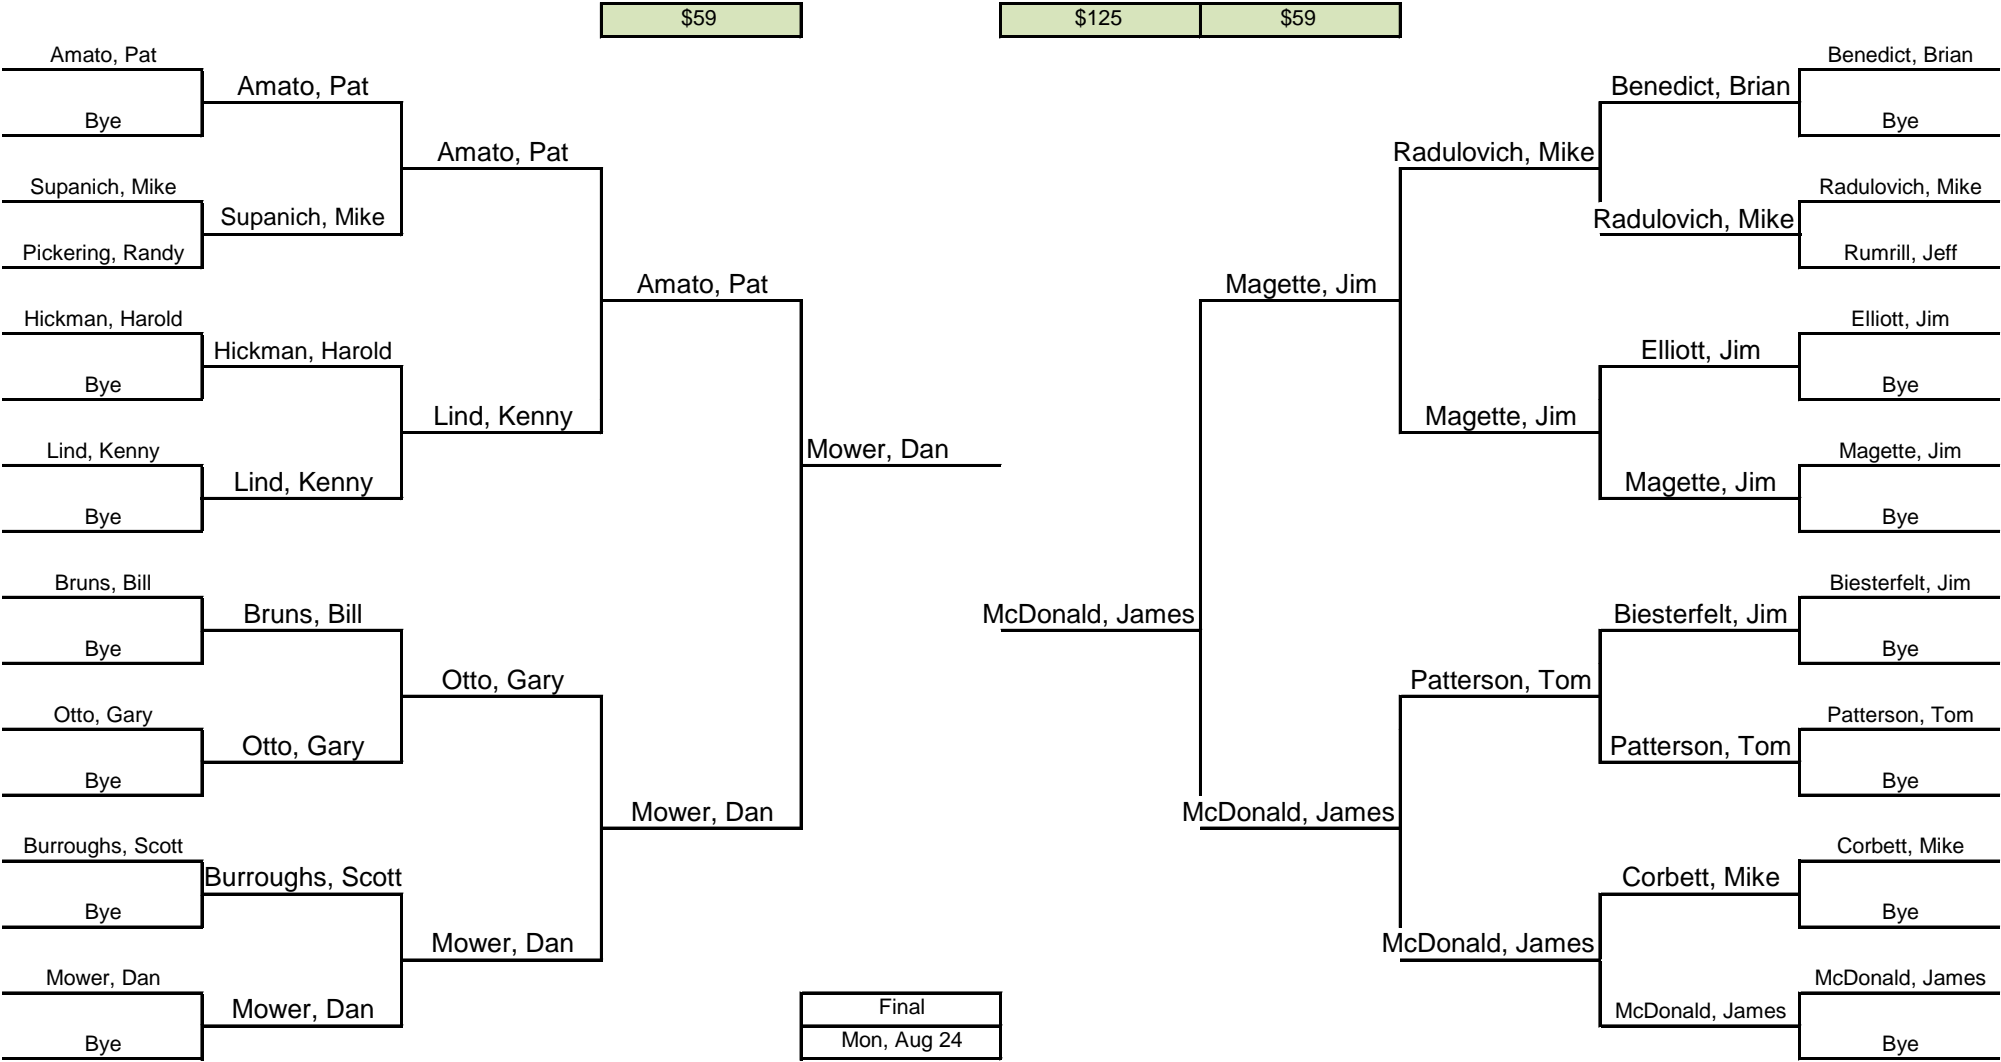 $59 $125 $59
Amato, Pat Benedict, Brian
Amato, Pat Benedict, Brian
Bye Bye
Amato, Pat Radulovich, Mike
Supanich, Mike Radulovich, Mike
Supanich, Mike Radulovich, Mike
Pickering, Randy Rumrill, Jeff
Amato, Pat Magette, Jim
Hickman, Harold Elliott, Jim
Hickman, Harold Elliott, Jim
Bye Bye
Lind, Kenny Magette, Jim
Lind, Kenny Mower, Dan Magette, Jim
Lind, Kenny Magette, Jim
Bye Bye
Bruns, Bill Biesterfelt, Jim
Bruns, Bill McDonald, James Biesterfelt, Jim
Bye Bye
Otto, Gary Patterson, Tom
Otto, Gary Patterson, Tom
Otto, Gary Patterson, Tom
Bye Bye
Mower, Dan McDonald, James
Burroughs, Scott Corbett, Mike
Burroughs, Scott Corbett, Mike
Bye Bye
Mower, Dan McDonald, James
Mower, Dan McDonald, James
Mower, Dan Final McDonald, James
Bye Mon, Aug 24 Bye